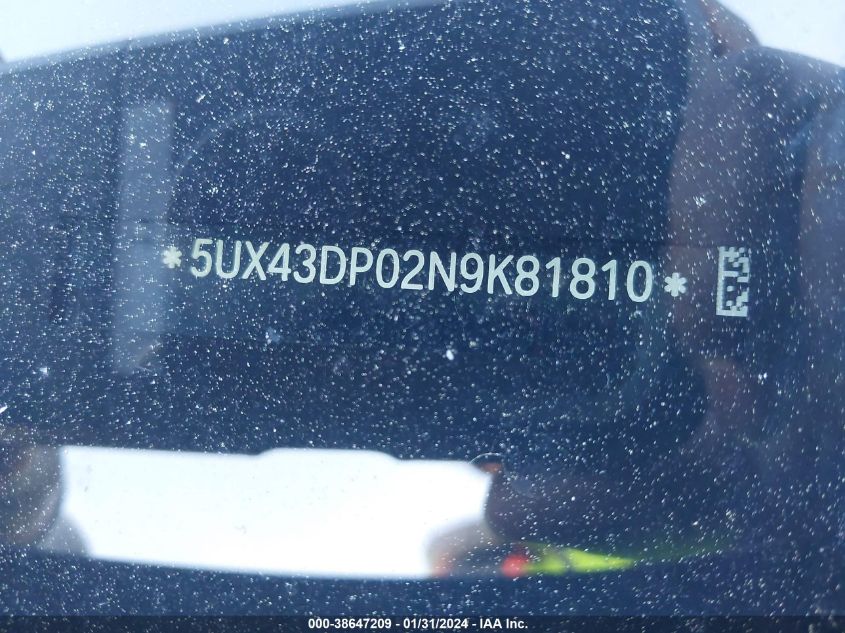 *5UX43DP02N9K81810*
000-38647209 - 01/31/2024 - IAA Inc.